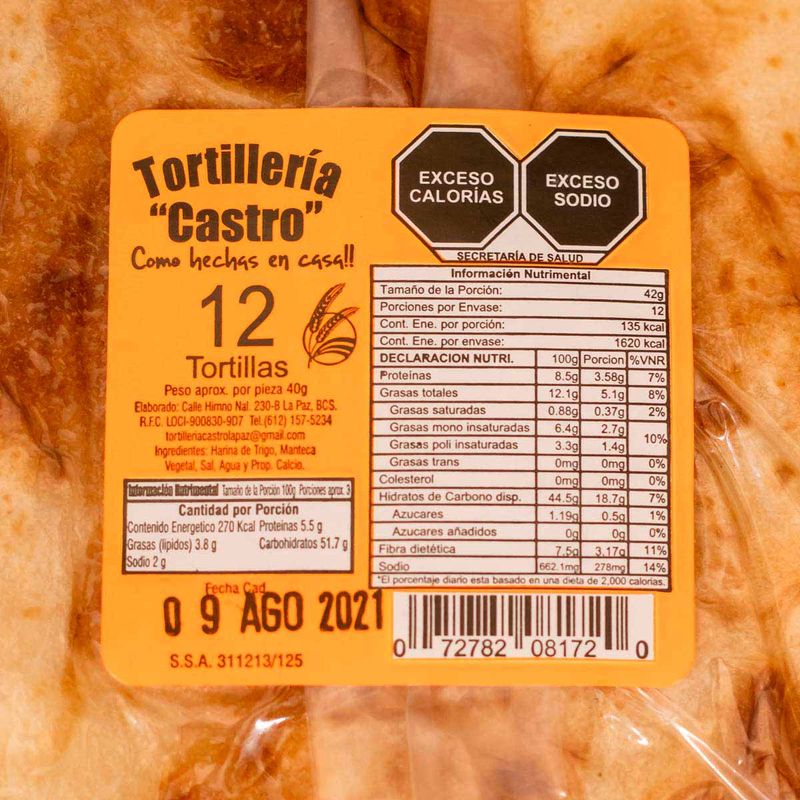 Tortillería
"Castro"
Como hechas en casa!!
12
Tortillas
Peso aprox. por pieza 40g
Elaborado: Calle Himno Nal. 230-B La Paz, BCS.
R.F.C. LOCI-900830-9D7 Tel.(612) 157-5234
tortilleriacastrolapaz@gmail.com
Ingredientes: Harina de Trigo, Manteca
Vegetal, Sal, Agua y Prop. Calcio.
Información Nutrimental Tamaño de la Porción 100g Porciones aprox. 3
Cantidad por Porción
Contenido Energetico 270 Kcal Proteinas 5.5 g
Grasas (lipidos) 3.8 g Carbohidratos 51.7 g
Sodio 2 g
Fecha Cad.
0 9 AGO 2021
S.S.A. 311213/125
EXCESO
CALORÍAS
EXCESO
SODIO
SECRETARÍA DE SALUD
Información Nutrimental
Tamaño de la Porción: 42g
Porciones por Envase: 12
Cont. Ene. por porción: 135 kcal
Cont. Ene. por envase: 1620 kcal
DECLARACION NUTRI. 100g Porcion %VNR
Proteínas 8.5g 3.58g 7%
Grasas totales 12.1g 5.1g 8%
Grasas saturadas 0.88g 0.37g 2%
Grasas mono insaturadas 6.4g 2.7g
Grasas poli insaturadas 3.3g 1.4g 10%
Grasas trans 0mg 0mg 0%
Colesterol 0mg 0mg 0%
Hidratos de Carbono disp. 44.5g 18.7g 7%
Azucares 1.19g 0.5g 1%
Azucares añadidos 0g 0g 0%
Fibra dietética 7.5g 3.17g 11%
Sodio 662.1mg 278mg 14%
*El porcentaje diario esta basado en una dieta de 2,000 calorias.
0 72782 08172 0